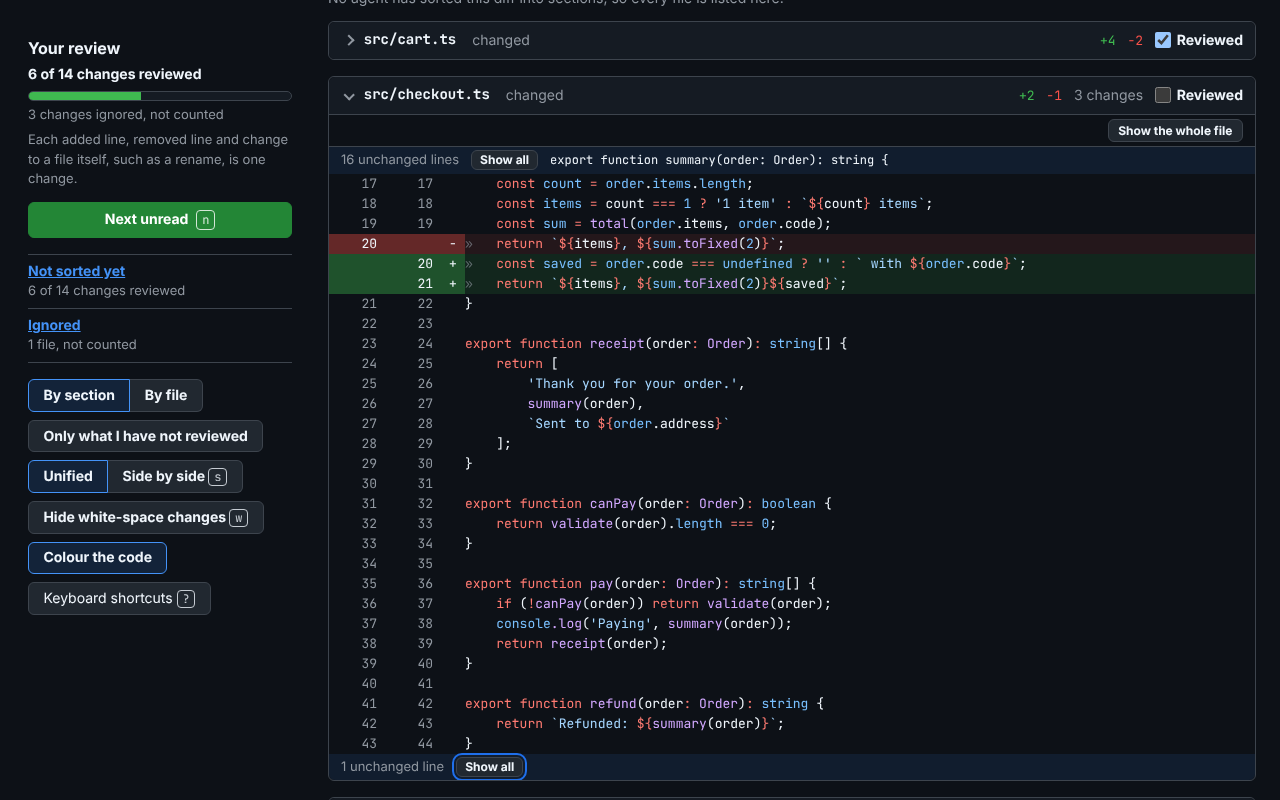 No agent has sorted this diff into sections, so every file is listed here.
Your review
6 of 14 changes reviewed
3 changes ignored, not counted
Each added line, removed line and change
to a file itself, such as a rename, is one
change.
Next unread n
Not sorted yet
6 of 14 changes reviewed
Ignored
1 file, not counted
By section By file
Only what I have not reviewed
Unified Side by side s
Hide white-space changes w
Colour the code
Keyboard shortcuts ?
src/cart.ts changed +4 -2 Reviewed
src/checkout.ts changed +2 -1 3 changes Reviewed
Show the whole file
16 unchanged lines Show all export function summary(order: Order): string {
17 17 const count = order.items.length;
18 18 const items = count === 1 ? '1 item' : `${count} items`;
19 19 const sum = total(order.items, order.code);
20 - » return `${items}, ${sum.toFixed(2)}`;
20 + » const saved = order.code === undefined ? '' : ` with ${order.code}`;
21 + » return `${items}, ${sum.toFixed(2)}${saved}`;
21 22 }
22 23
23 24 export function receipt(order: Order): string[] {
24 25 return [
25 26 'Thank you for your order.',
26 27 summary(order),
27 28 `Sent to ${order.address}`
28 29 ];
29 30 }
30 31
31 32 export function canPay(order: Order): boolean {
32 33 return validate(order).length === 0;
33 34 }
34 35
35 36 export function pay(order: Order): string[] {
36 37 if (!canPay(order)) return validate(order);
37 38 console.log('Paying', summary(order));
38 39 return receipt(order);
39 40 }
40 41
41 42 export function refund(order: Order): string {
42 43 return `Refunded: ${summary(order)}`;
43 44 }
1 unchanged line Show all